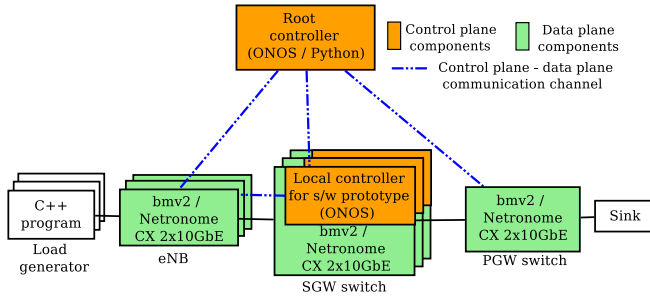 Root
controller
(ONOS / Python)
Control plane
components
Data plane
components
Control plane - data plane
communication channel
C++
program
Load
generator
bmv2 /
Netronome
CX 2x10GbE
eNB
Local controller
for s/w prototype
(ONOS)
bmv2 /
Netronome
CX 2x10GbE
SGW switch
bmv2 /
Netronome
CX 2x10GbE
PGW switch
Sink